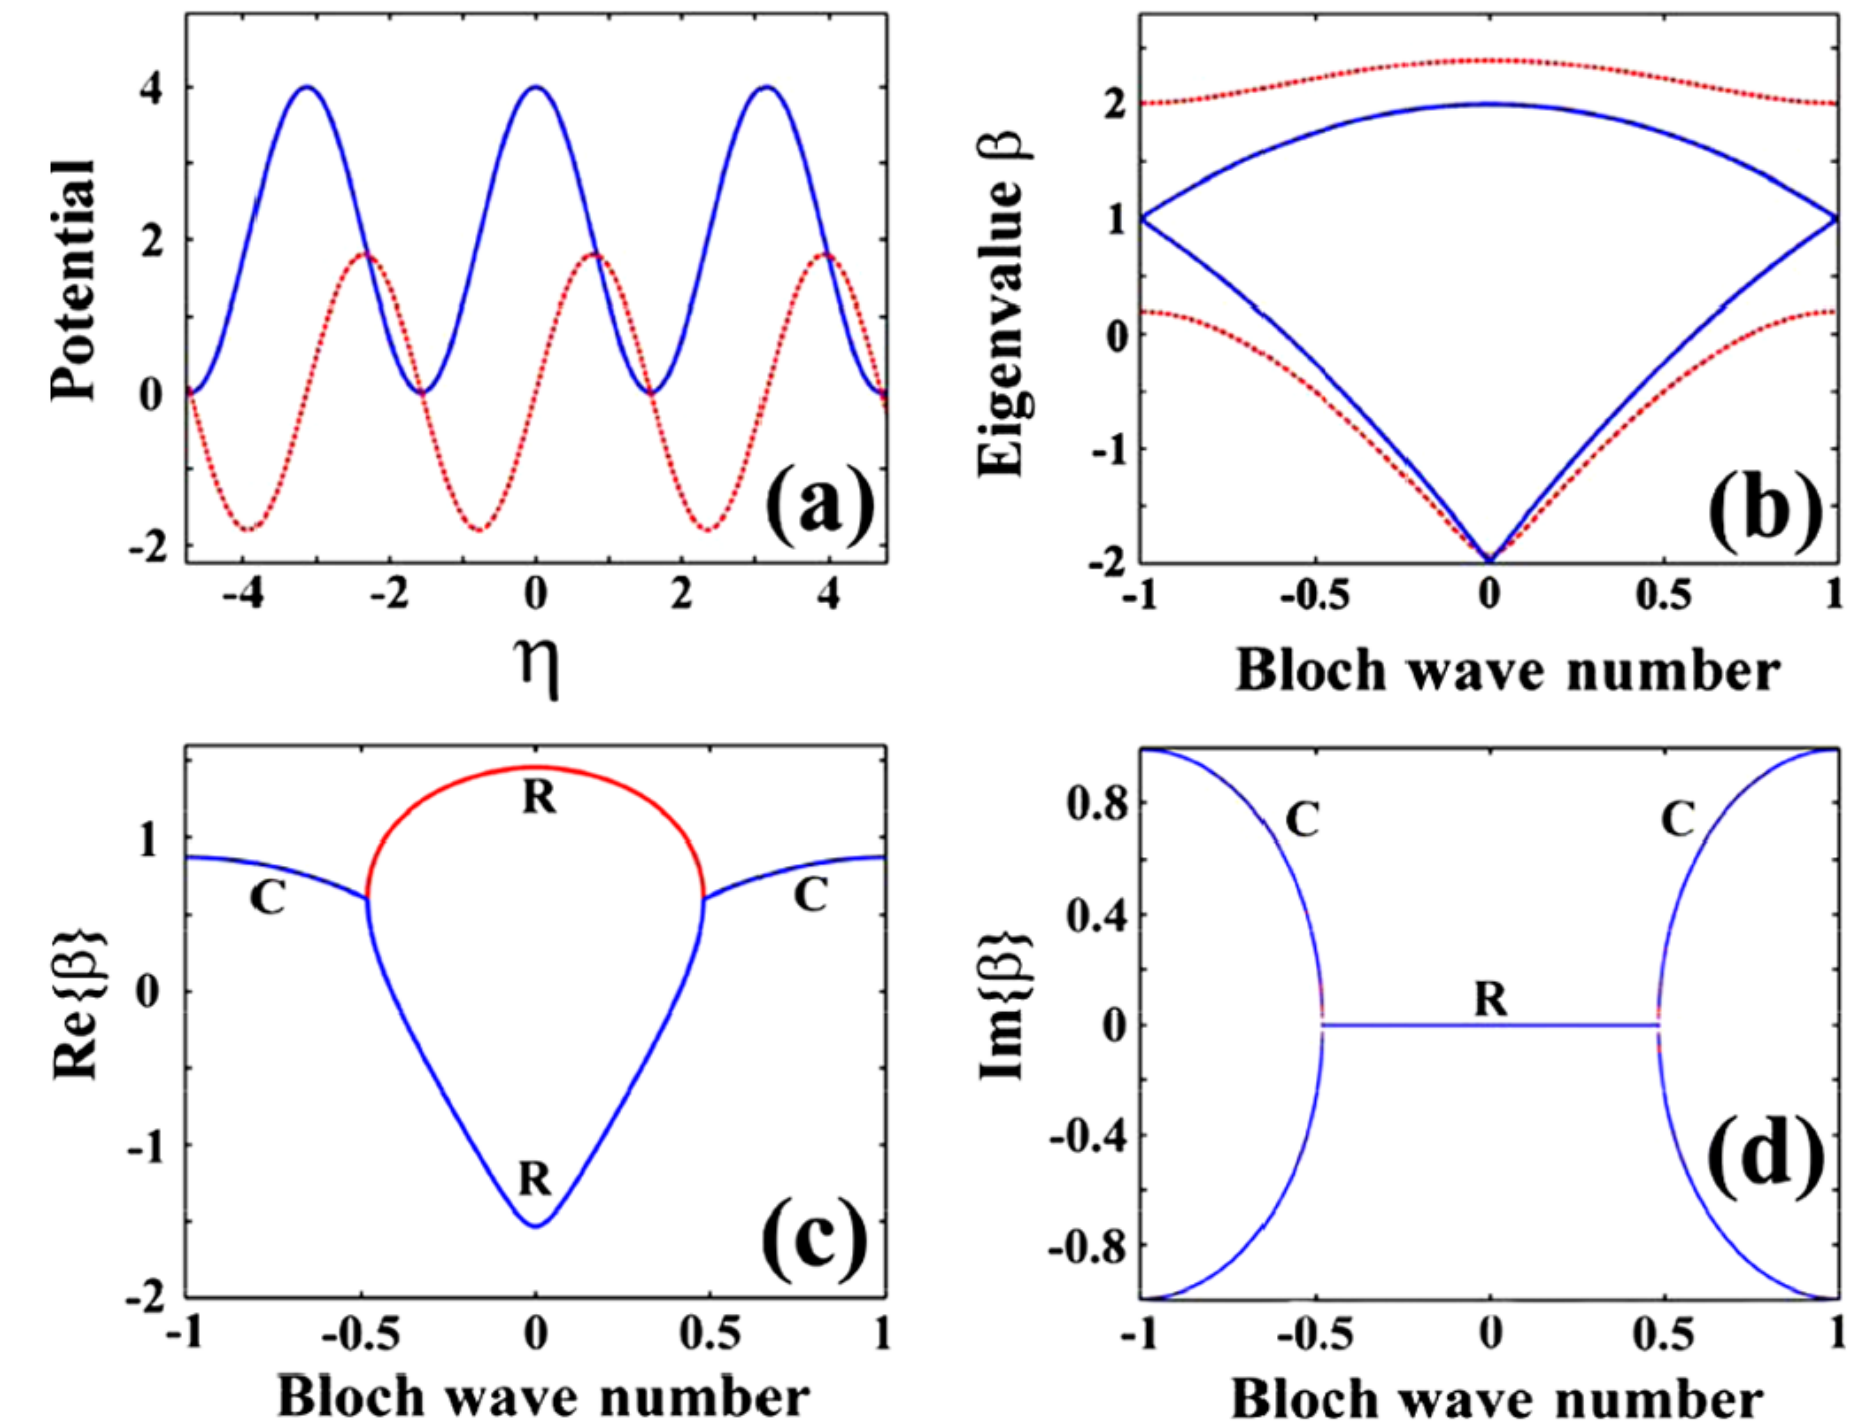 Potential
4
2
0
-2
-4
-2
0
2
4
η
(a)
Eigenvalue β
2
1
0
-1
-2
-1
-0.5
0
0.5
1
Bloch wave number
(b)
Re{β}
1
0
-1
-2
-1
-0.5
0
0.5
1
Bloch wave number
R
C
C
R
(c)
Im{β}
0.8
0.4
0
-0.4
-0.8
-1
-0.5
0
0.5
1
Bloch wave number
C
C
R
(d)